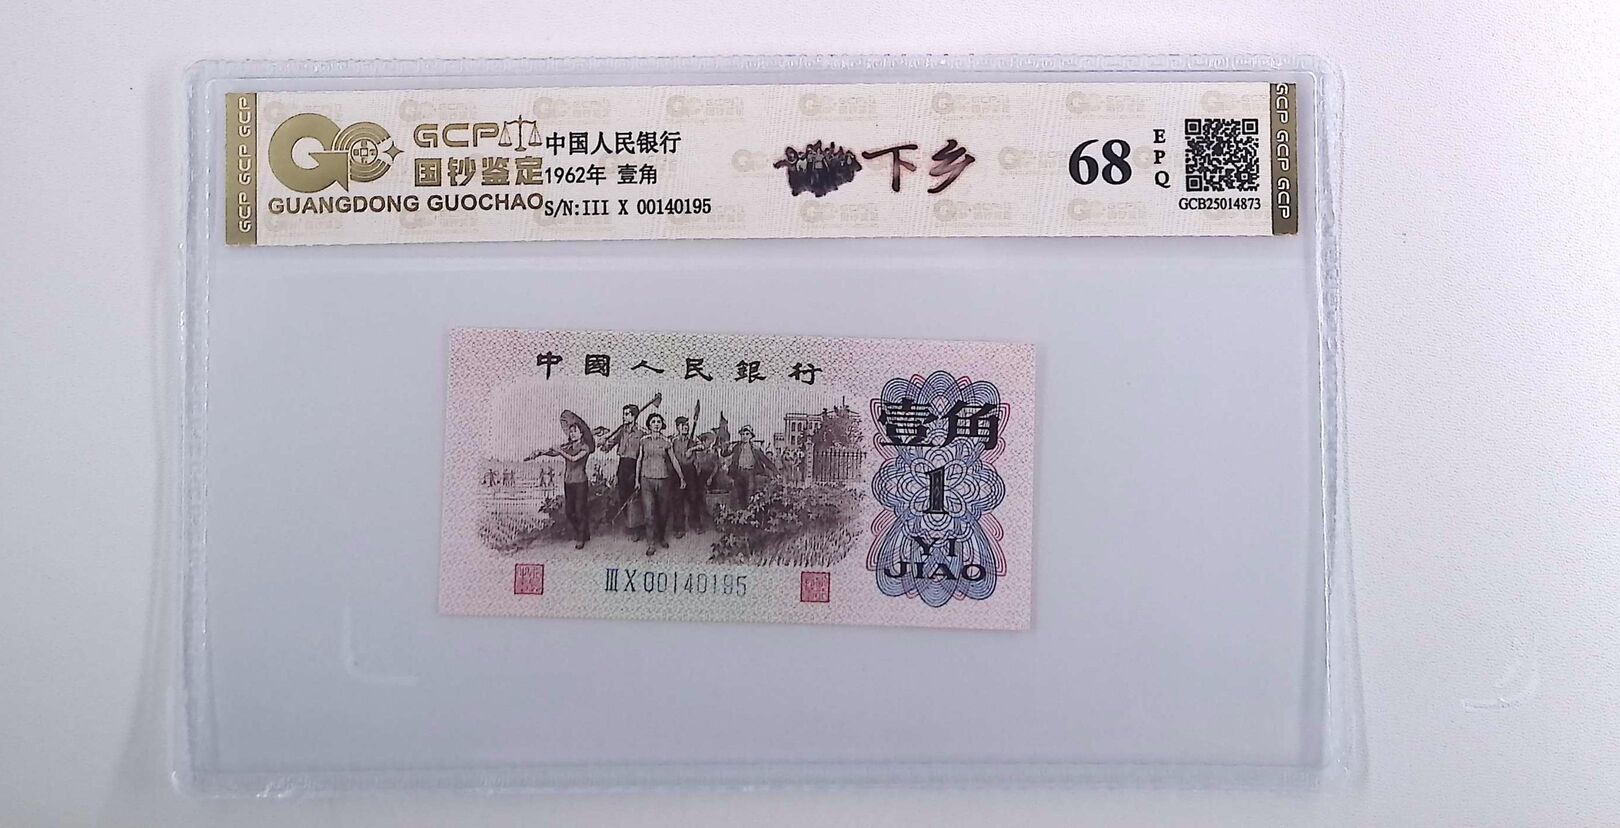 GCP GCP GCP
GCP
国钞鉴定
GUANGDONG GUOCHAO
中国人民银行
1962年 壹角
S/N:III X 00140195
下乡
68
EPQ
GCB25014873
GCP GCP GCP
中國人民銀行
壹角
1
YI
JIAO
III X 00140195